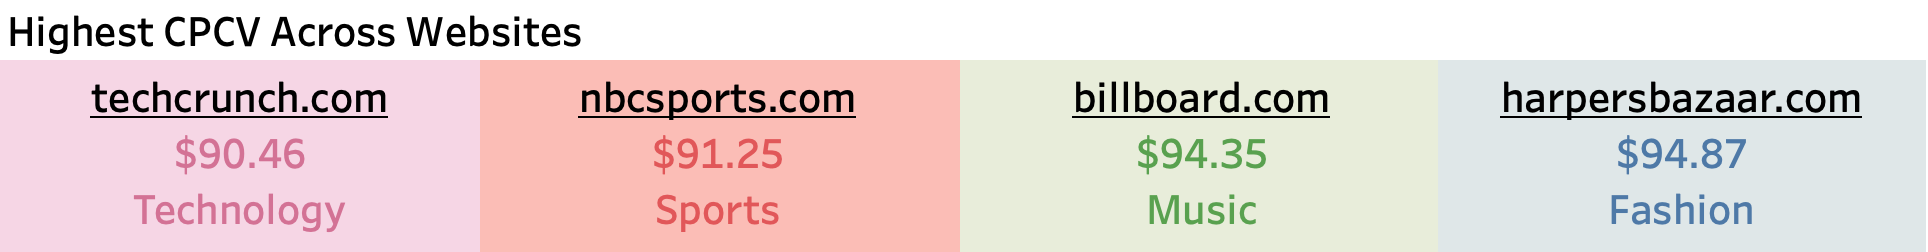 Highest CPCV Across Websites
techcrunch.com
$90.46
Technology
nbcsports.com
$91.25
Sports
billboard.com
$94.35
Music
harpersbazaar.com
$94.87
Fashion